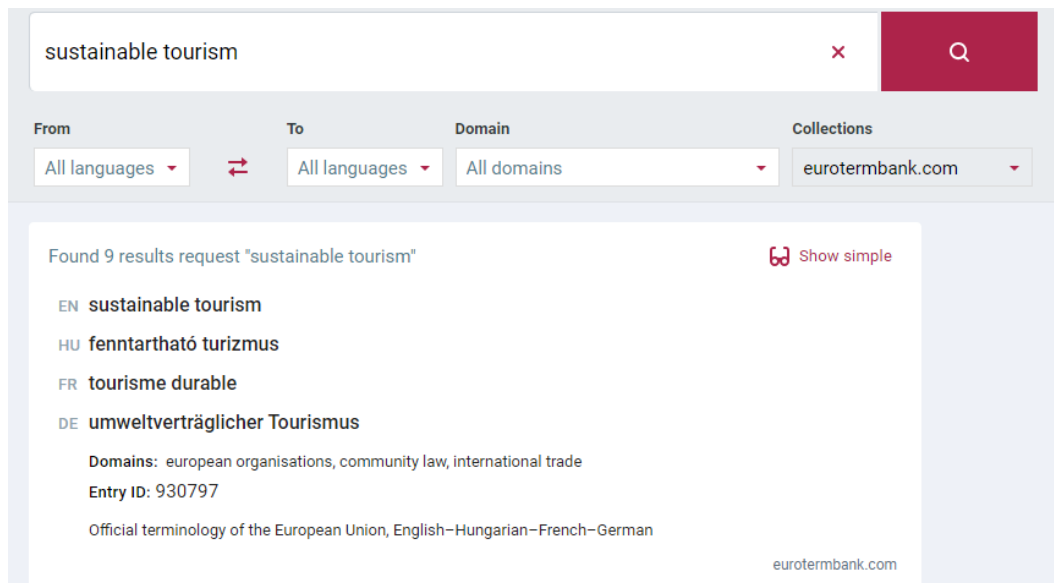 sustainable tourism
From To Domain Collections
All languages All languages All domains eurotermbank.com
Found 9 results request "sustainable tourism" Show simple
EN sustainable tourism
HU fenntartható turizmus
FR tourisme durable
DE umweltverträglicher Tourismus
Domains: european organisations, community law, international trade
Entry ID: 930797
Official terminology of the European Union, English–Hungarian–French–German
eurotermbank.com